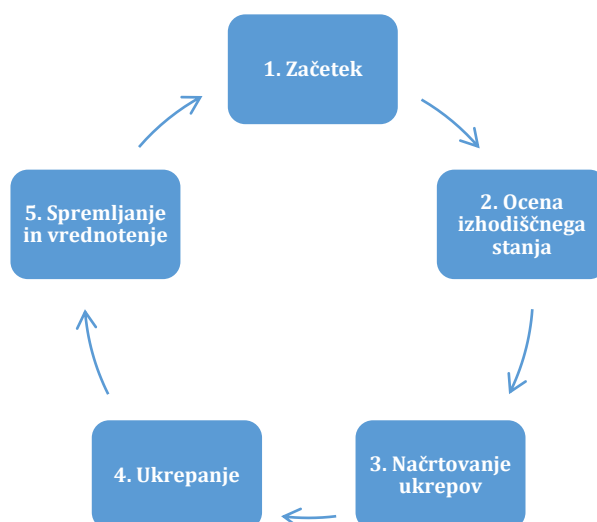 1. Začetek
2. Ocena
izhodiščnega
stanja
3. Načrtovanje
ukrepov
4. Ukrepanje
5. Spremljanje
in vrednotenje